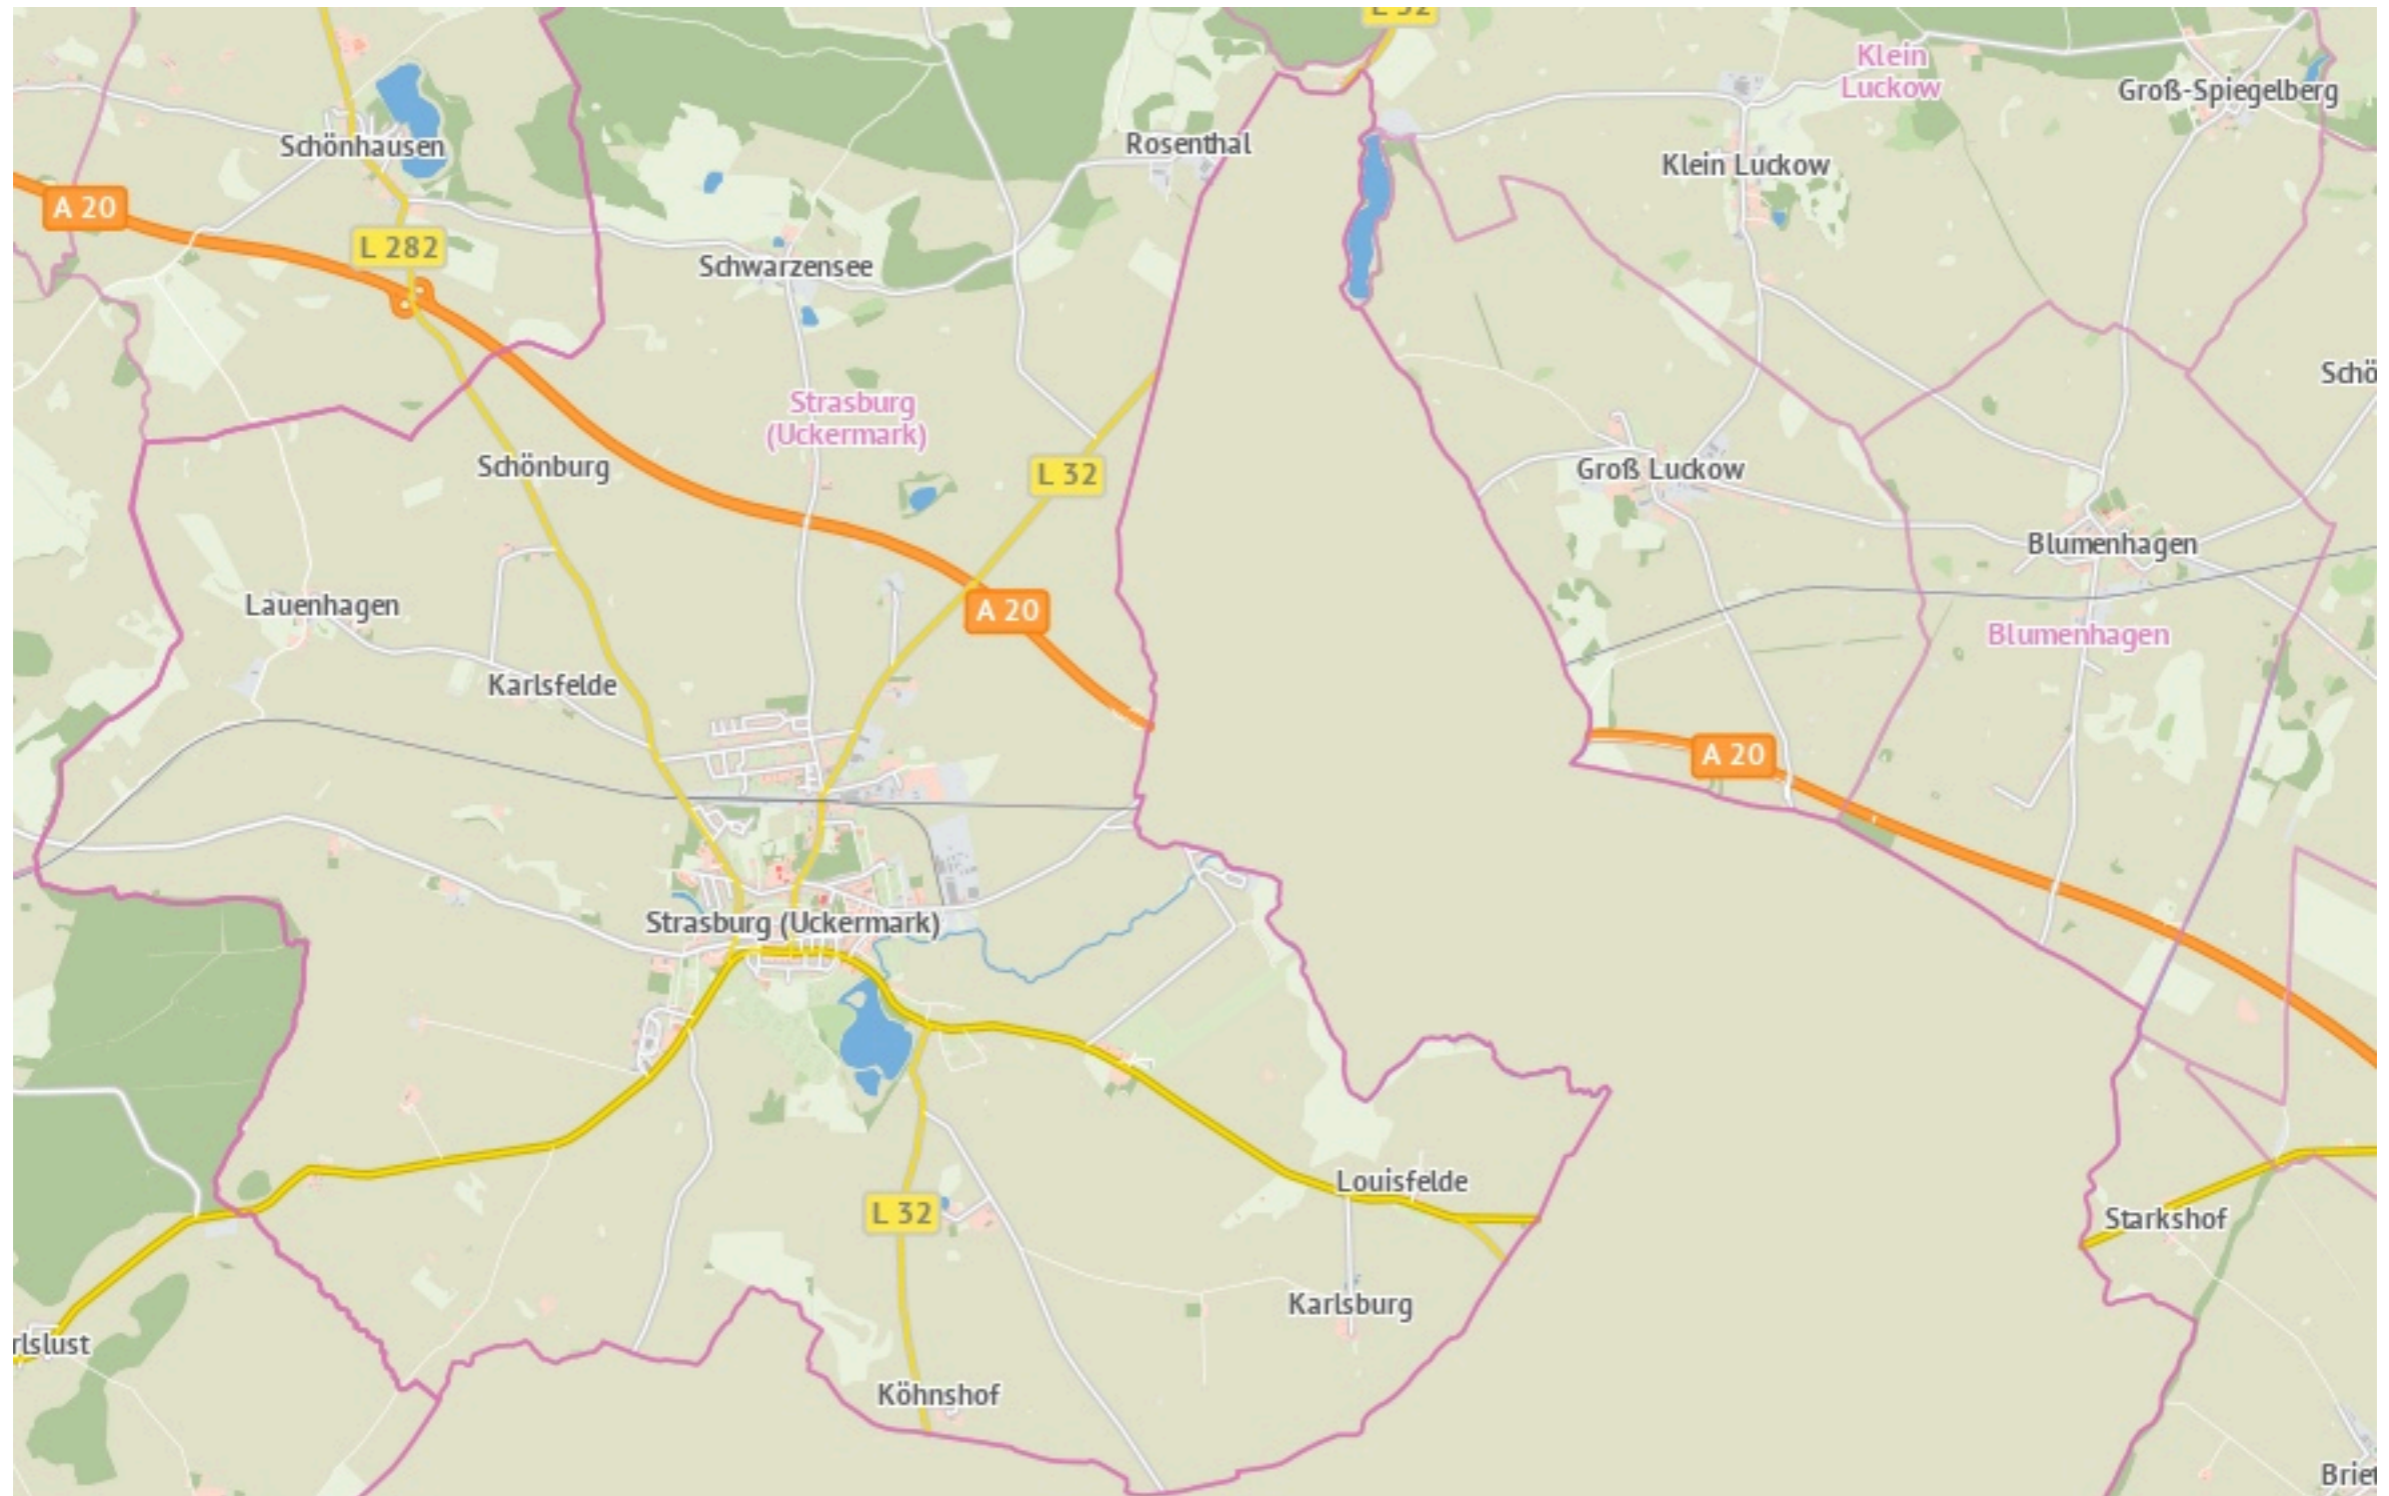 L 32
Klein
Luckow
Groß-Spiegelberg
Schönhausen
Rosenthal
Klein Luckow
A 20
L 282
Schwarzensee
Schö
Strasburg
(Uckermark)
Schönburg
L 32
Groß Luckow
Blumenhagen
Lauenhagen
A 20
Blumenhagen
Karlsfelde
A 20
Strasburg (Uckermark)
Louisfelde
L 32
Starkshof
Karlsburg
rlslust
Köhnshof
Briet